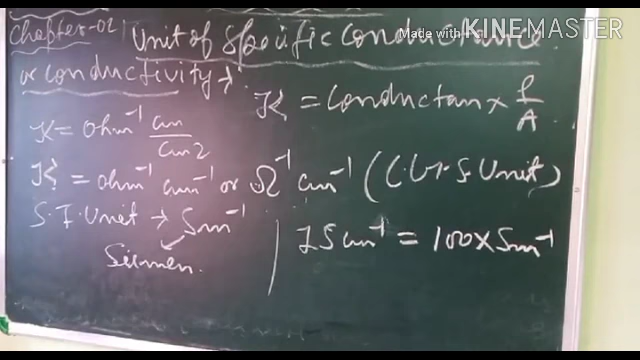 Made with KINEMASTER
Chapter-02
Unit of Specific Conductance
or conductivity→
K = Conductan × l/A
K = ohm⁻¹ cm/cm2
K = ohm⁻¹ cm⁻¹ or Ω⁻¹ cm⁻¹ (C.G.S. Unit)
S.I. Unit → Sm⁻¹
Siemen.
1 S cm⁻¹ = 100 × Sm⁻¹